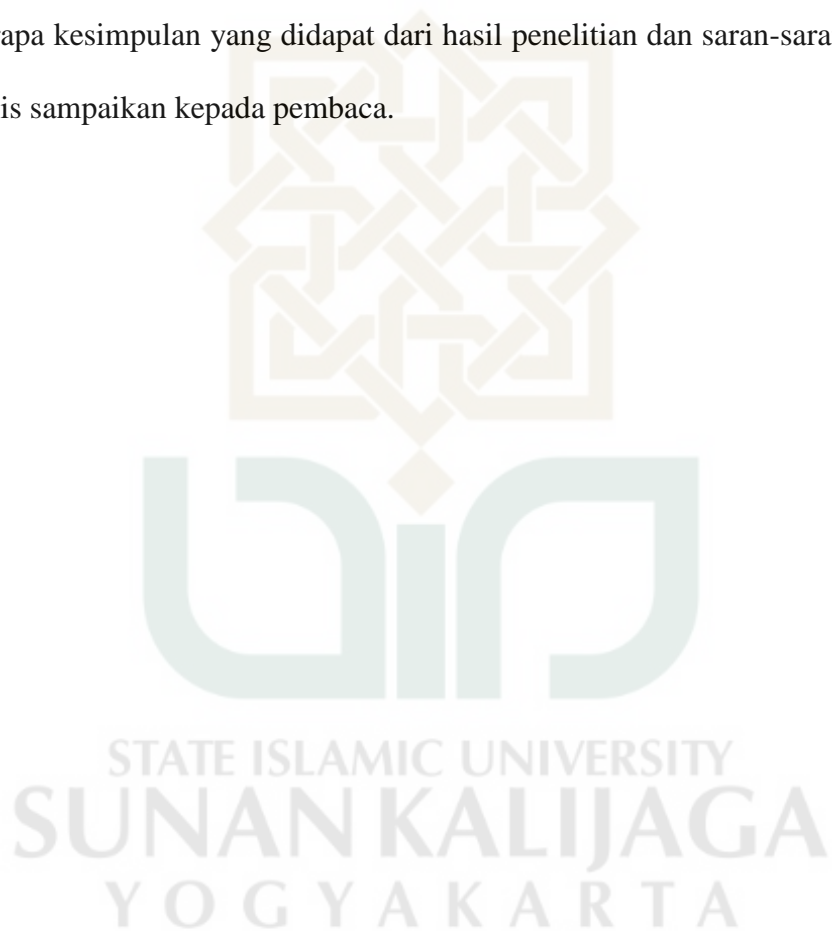 rapa kesimpulan yang didapat dari hasil penelitian dan saran-sara
is sampaikan kepada pembaca.
STATE ISLAMIC UNIVERSITY
SUNAN KALIJAGA
YOGYAKARTA